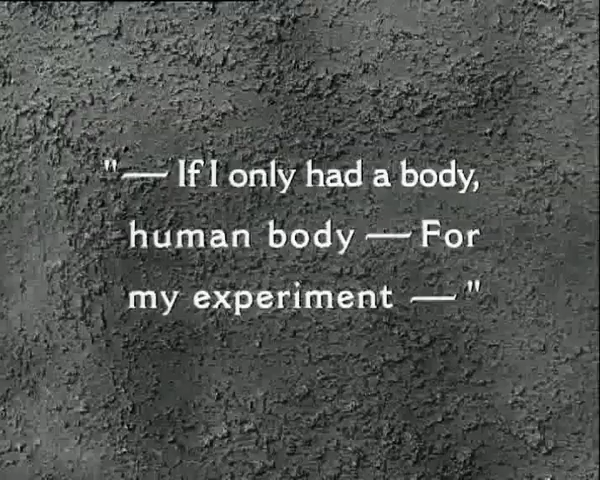 "— If I only had a body,
human body — For
my experiment — "